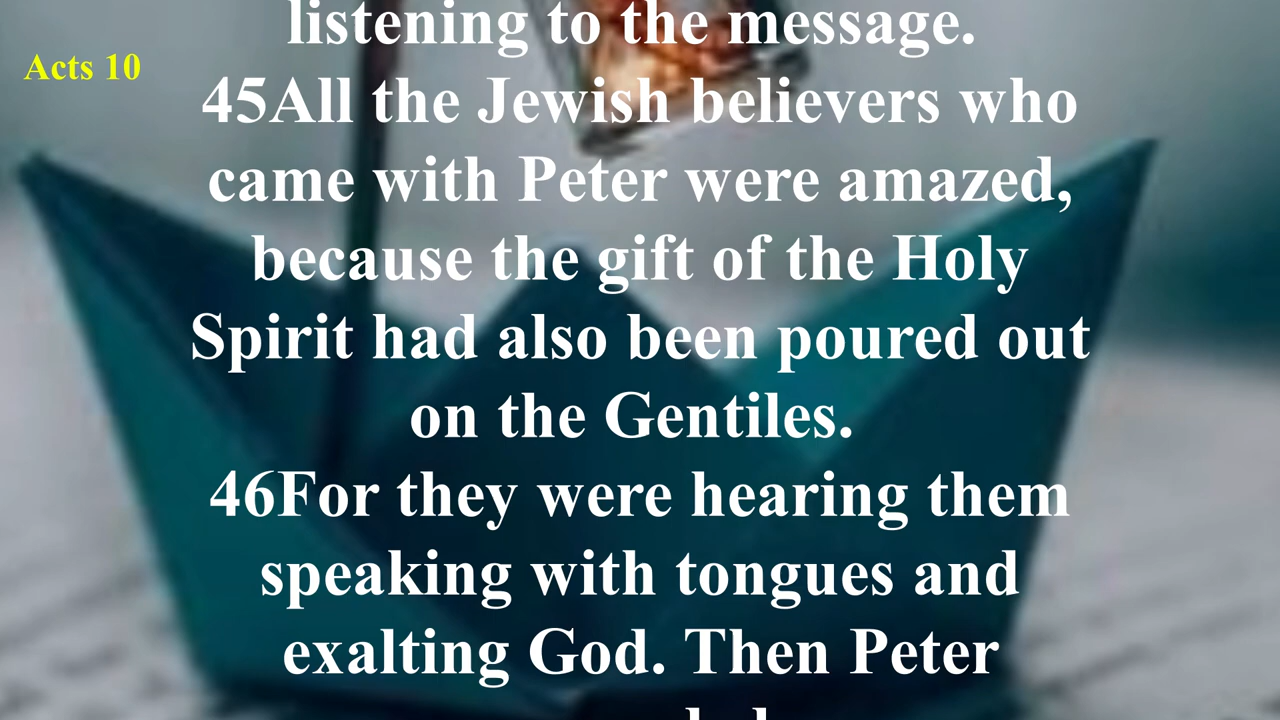 listening to the message.
Acts 10
45All the Jewish believers who
came with Peter were amazed,
because the gift of the Holy
Spirit had also been poured out
on the Gentiles.
46For they were hearing them
speaking with tongues and
exalting God. Then Peter